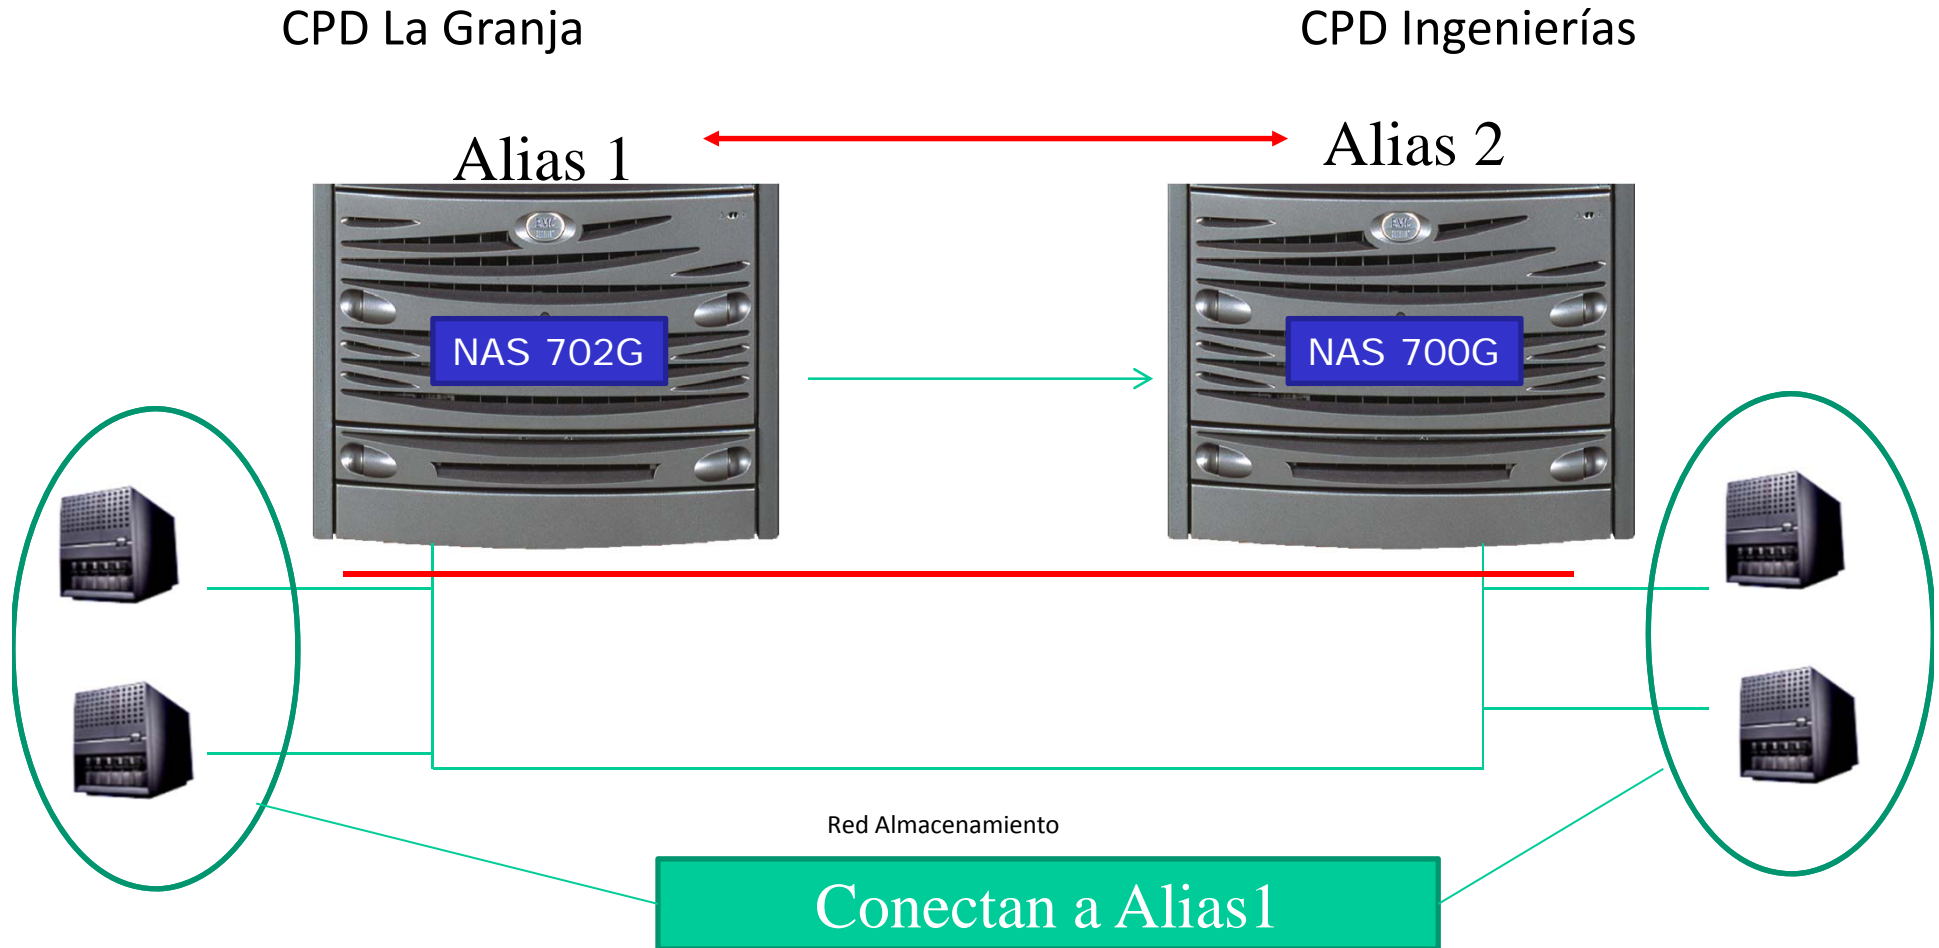 CPD La Granja
CPD Ingenierías
Alias 1
Alias 2
NAS 702G
NAS 700G
Red Almacenamiento
Conectan a Alias1